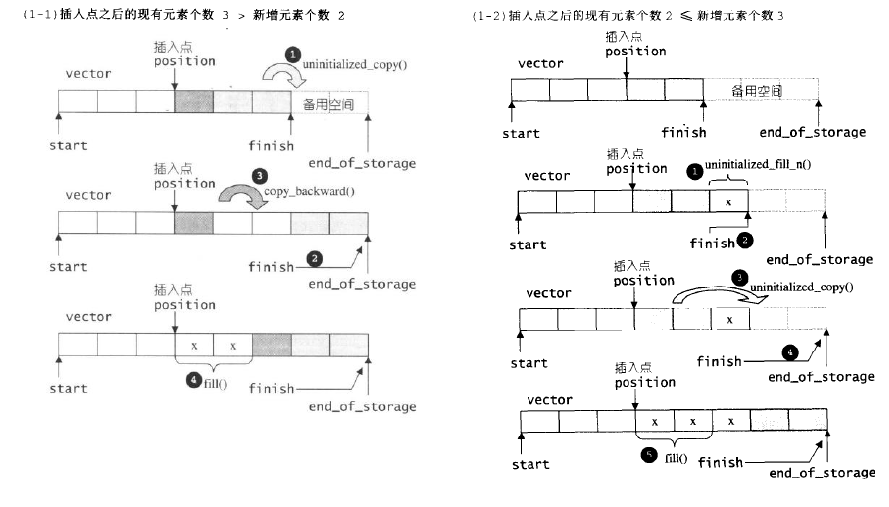 (1-1)插入点之后的现有元素个数 3 > 新增元素个数 2
插入点
position
vector
1
uninitialized_copy()
备用空间
start
finish
end_of_storage
插入点
position
vector
3
copy_backward()
start
finish
2
end_of_storage
插入点
position
vector
x x
4
fill()
start
finish
end_of_storage
(1-2)插入点之后的现有元素个数2 ≤ 新增元素个数3
插入点
position
vector
备用空间
start
finish
end_of_storage
插入点
position
vector
1
uninitialized_fill_n()
x
start
finish
2
end_of_storage
插入点
position
vector
3
uninitialized_copy()
x
start
finish
4
end_of_storage
插入点
position
vector
x x x
5
fill()
start
finish
end_of_storage